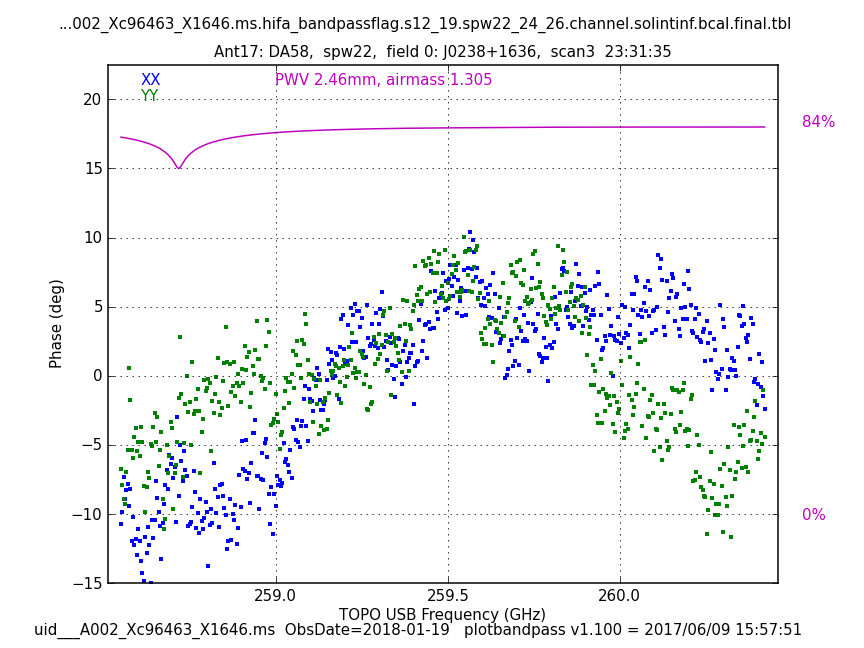 ...002_Xc96463_X1646.ms.hifa_bandpassflag.s12_19.spw22_24_26.channel.solintinf.bcal.final.tbl
Ant17: DA58,  spw22,  field 0: J0238+1636,  scan3  23:31:35
XX
PWV 2.46mm, airmass 1.305
YY
20
84%
15
10
5
0
−5
−10
0%
−15
Phase (deg)
259.0
259.5
260.0
TOPO USB Frequency (GHz)
uid___A002_Xc96463_X1646.ms  ObsDate=2018-01-19   plotbandpass v1.100 = 2017/06/09 15:57:51